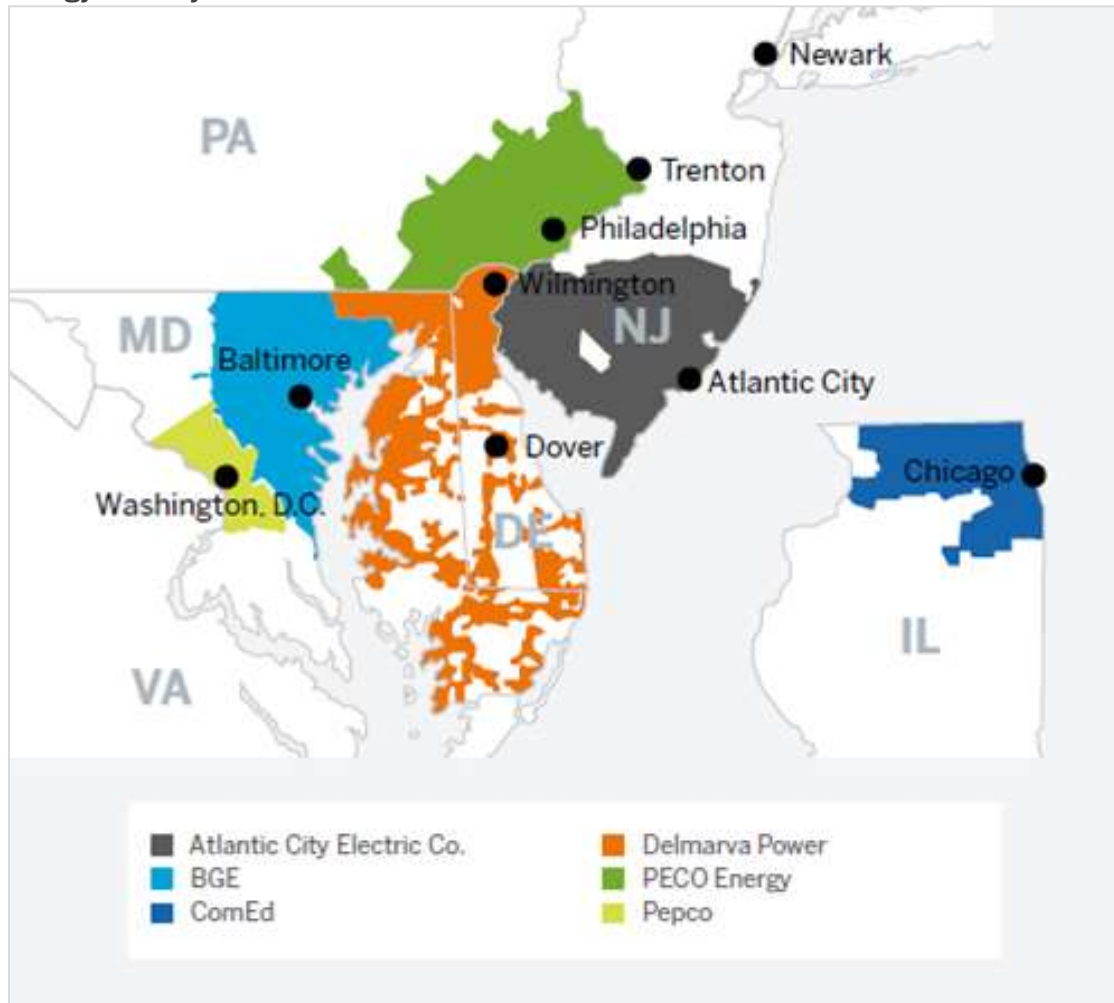 Newark
PA
Trenton
Philadelphia
Wilmington
MD
NJ
Baltimore
Atlantic City
Dover
Chicago
Washington, D.C.
DE
IL
VA
Atlantic City Electric Co.
Delmarva Power
BGE
PECO Energy
ComEd
Pepco